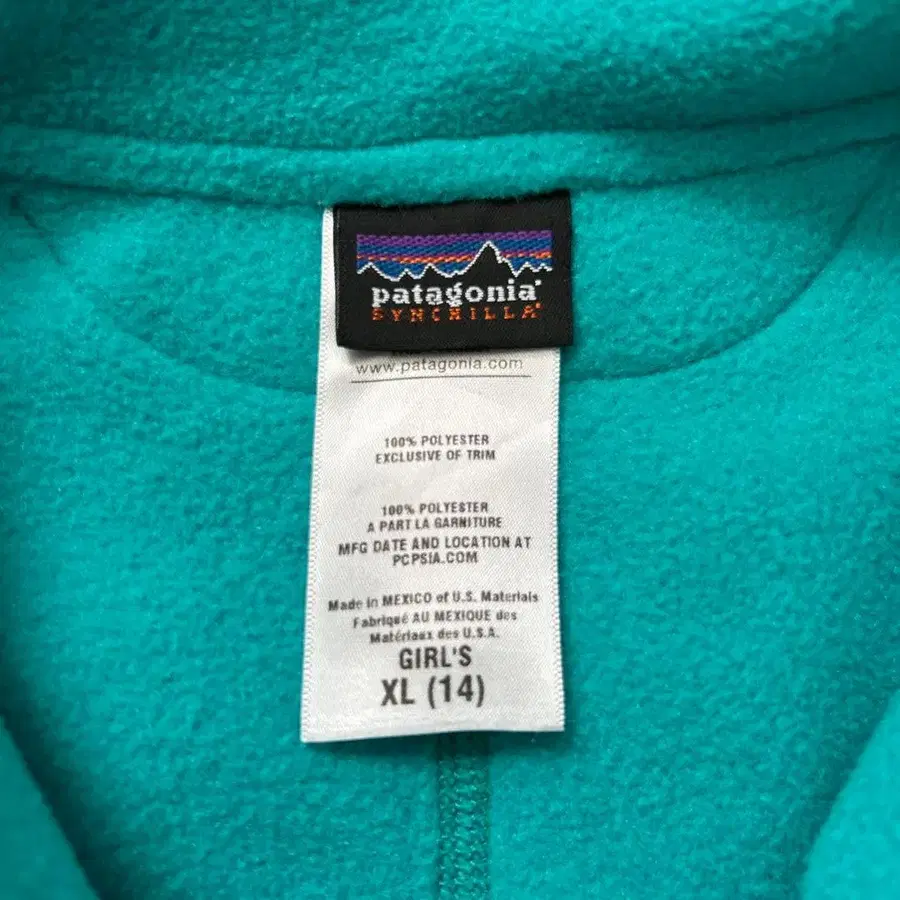 patagonia®
SYNCHILLA®
www.patagonia.com
100% POLYESTER
EXCLUSIVE OF TRIM
100% POLYESTER
A PART LA GARNITURE
MFG DATE AND LOCATION AT
PCPSIA.COM
Made in MEXICO of U.S. Materials
Fabriqué AU MEXIQUE des
Matériaux des U.S.A.
GIRL'S
XL (14)